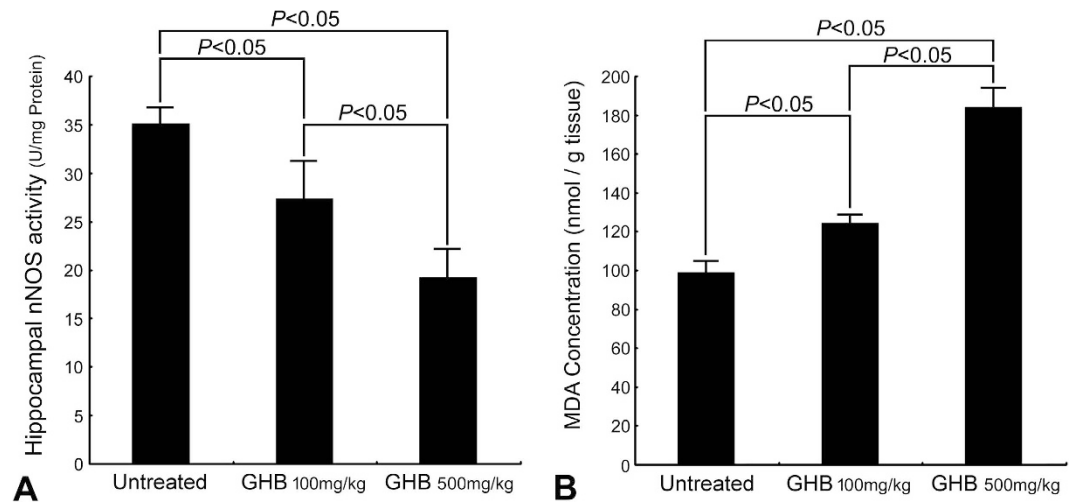 P<0.05
P<0.05
P<0.05
Hippocampal nNOS activity (U/mg Protein)
40
35
30
25
20
15
10
5
0
Untreated
GHB 100mg/kg
GHB 500mg/kg
A
P<0.05
P<0.05
P<0.05
MDA Concentration (nmol / g tissue)
200
180
160
140
120
100
80
60
40
20
0
Untreated
GHB 100mg/kg
GHB 500mg/kg
B